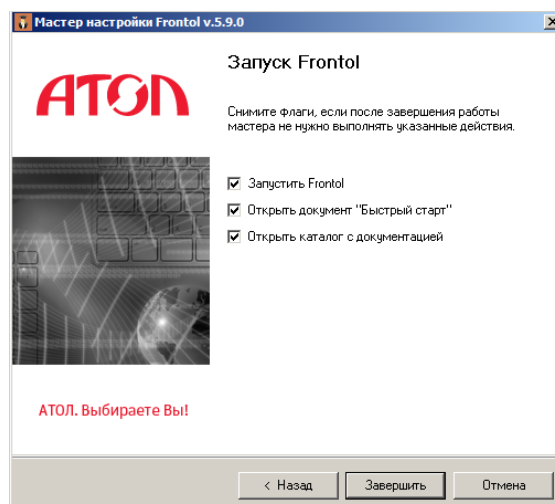 Мастер настройки Frontol v.5.9.0
АТОЛ
Запуск Frontol
Снимите флаги, если после завершения работы
мастера не нужно выполнять указанные действия.
Запустить Frontol
Открыть документ "Быстрый старт"
Открыть каталог с документацией
АТОЛ. Выбираете Вы!
< Назад
Завершить
Отмена